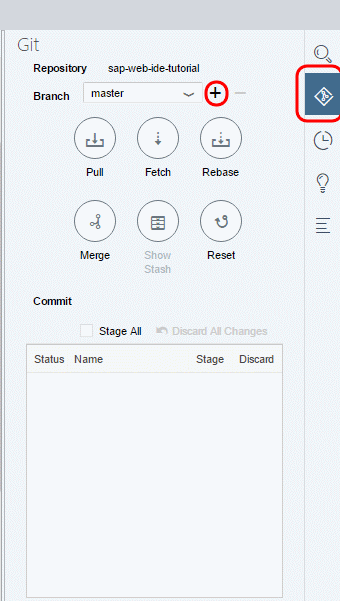 Git
Repository sap-web-ide-tutorial
Branch master
Pull Fetch Rebase
Merge Show Stash Reset
Commit
Stage All Discard All Changes
Status Name Stage Discard